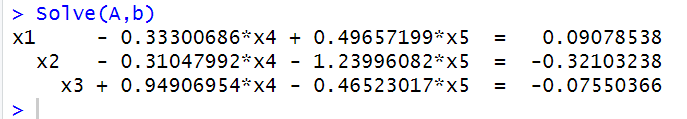 > Solve(A,b)
x1      - 0.33300686*x4 + 0.49657199*x5  =   0.09078538
  x2    - 0.31047992*x4 - 1.23996082*x5  =  -0.32103238
    x3 + 0.94906954*x4 - 0.46523017*x5  =  -0.07550366
>